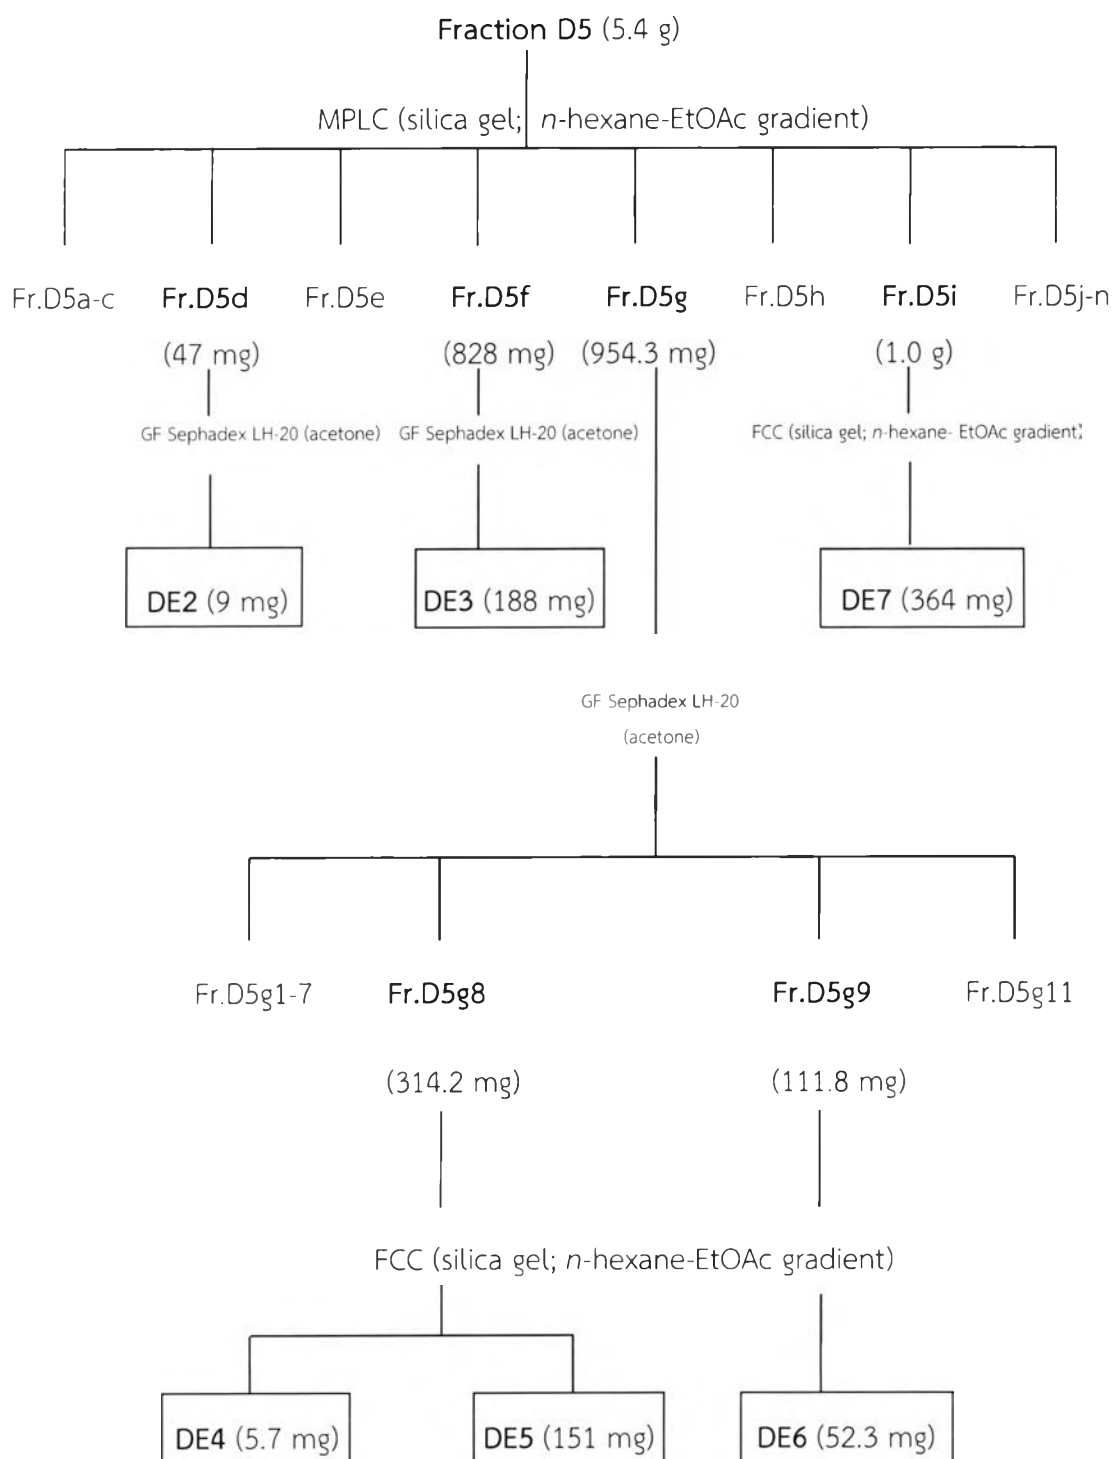 Fraction D5 (5.4 g)
MPLC (silica gel; n-hexane-EtOAc gradient)
Fr.D5a-c Fr.D5d Fr.D5e Fr.D5f Fr.D5g Fr.D5h Fr.D5i Fr.D5j-n
(47 mg) (828 mg) (954.3 mg) (1.0 g)
GF Sephadex LH-20 (acetone) GF Sephadex LH-20 (acetone) FCC (silica gel; n-hexane- EtOAc gradient)
DE2 (9 mg) DE3 (188 mg) DE7 (364 mg)
GF Sephadex LH-20
(acetone)
Fr.D5g1-7 Fr.D5g8 Fr.D5g9 Fr.D5g11
(314.2 mg) (111.8 mg)
FCC (silica gel; n-hexane-EtOAc gradient)
DE4 (5.7 mg) DE5 (151 mg) DE6 (52.3 mg)